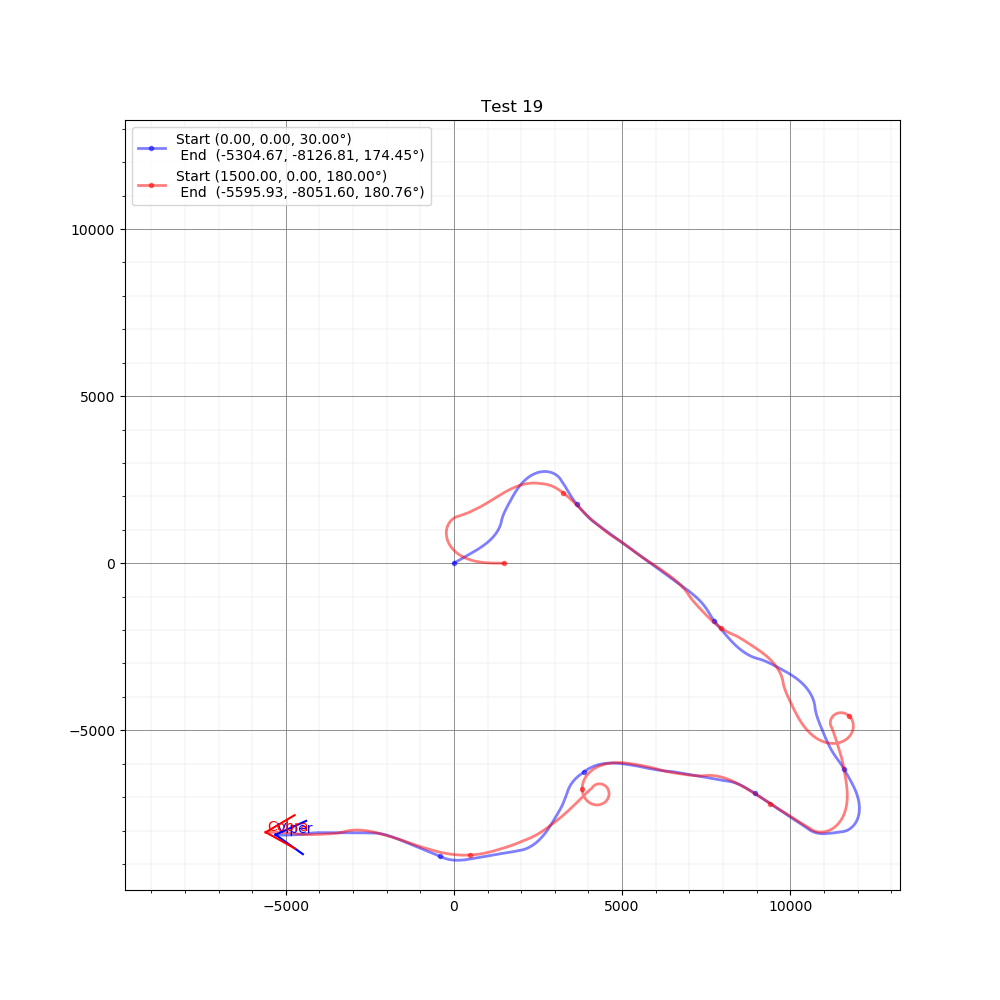 Test 19
Start (0.00, 0.00, 30.00°)
End (-5304.67, -8126.81, 174.45°)
Start (1500.00, 0.00, 180.00°)
End (-5595.93, -8051.60, 180.76°)
10000
5000
0
−5000
−5000
0
5000
10000